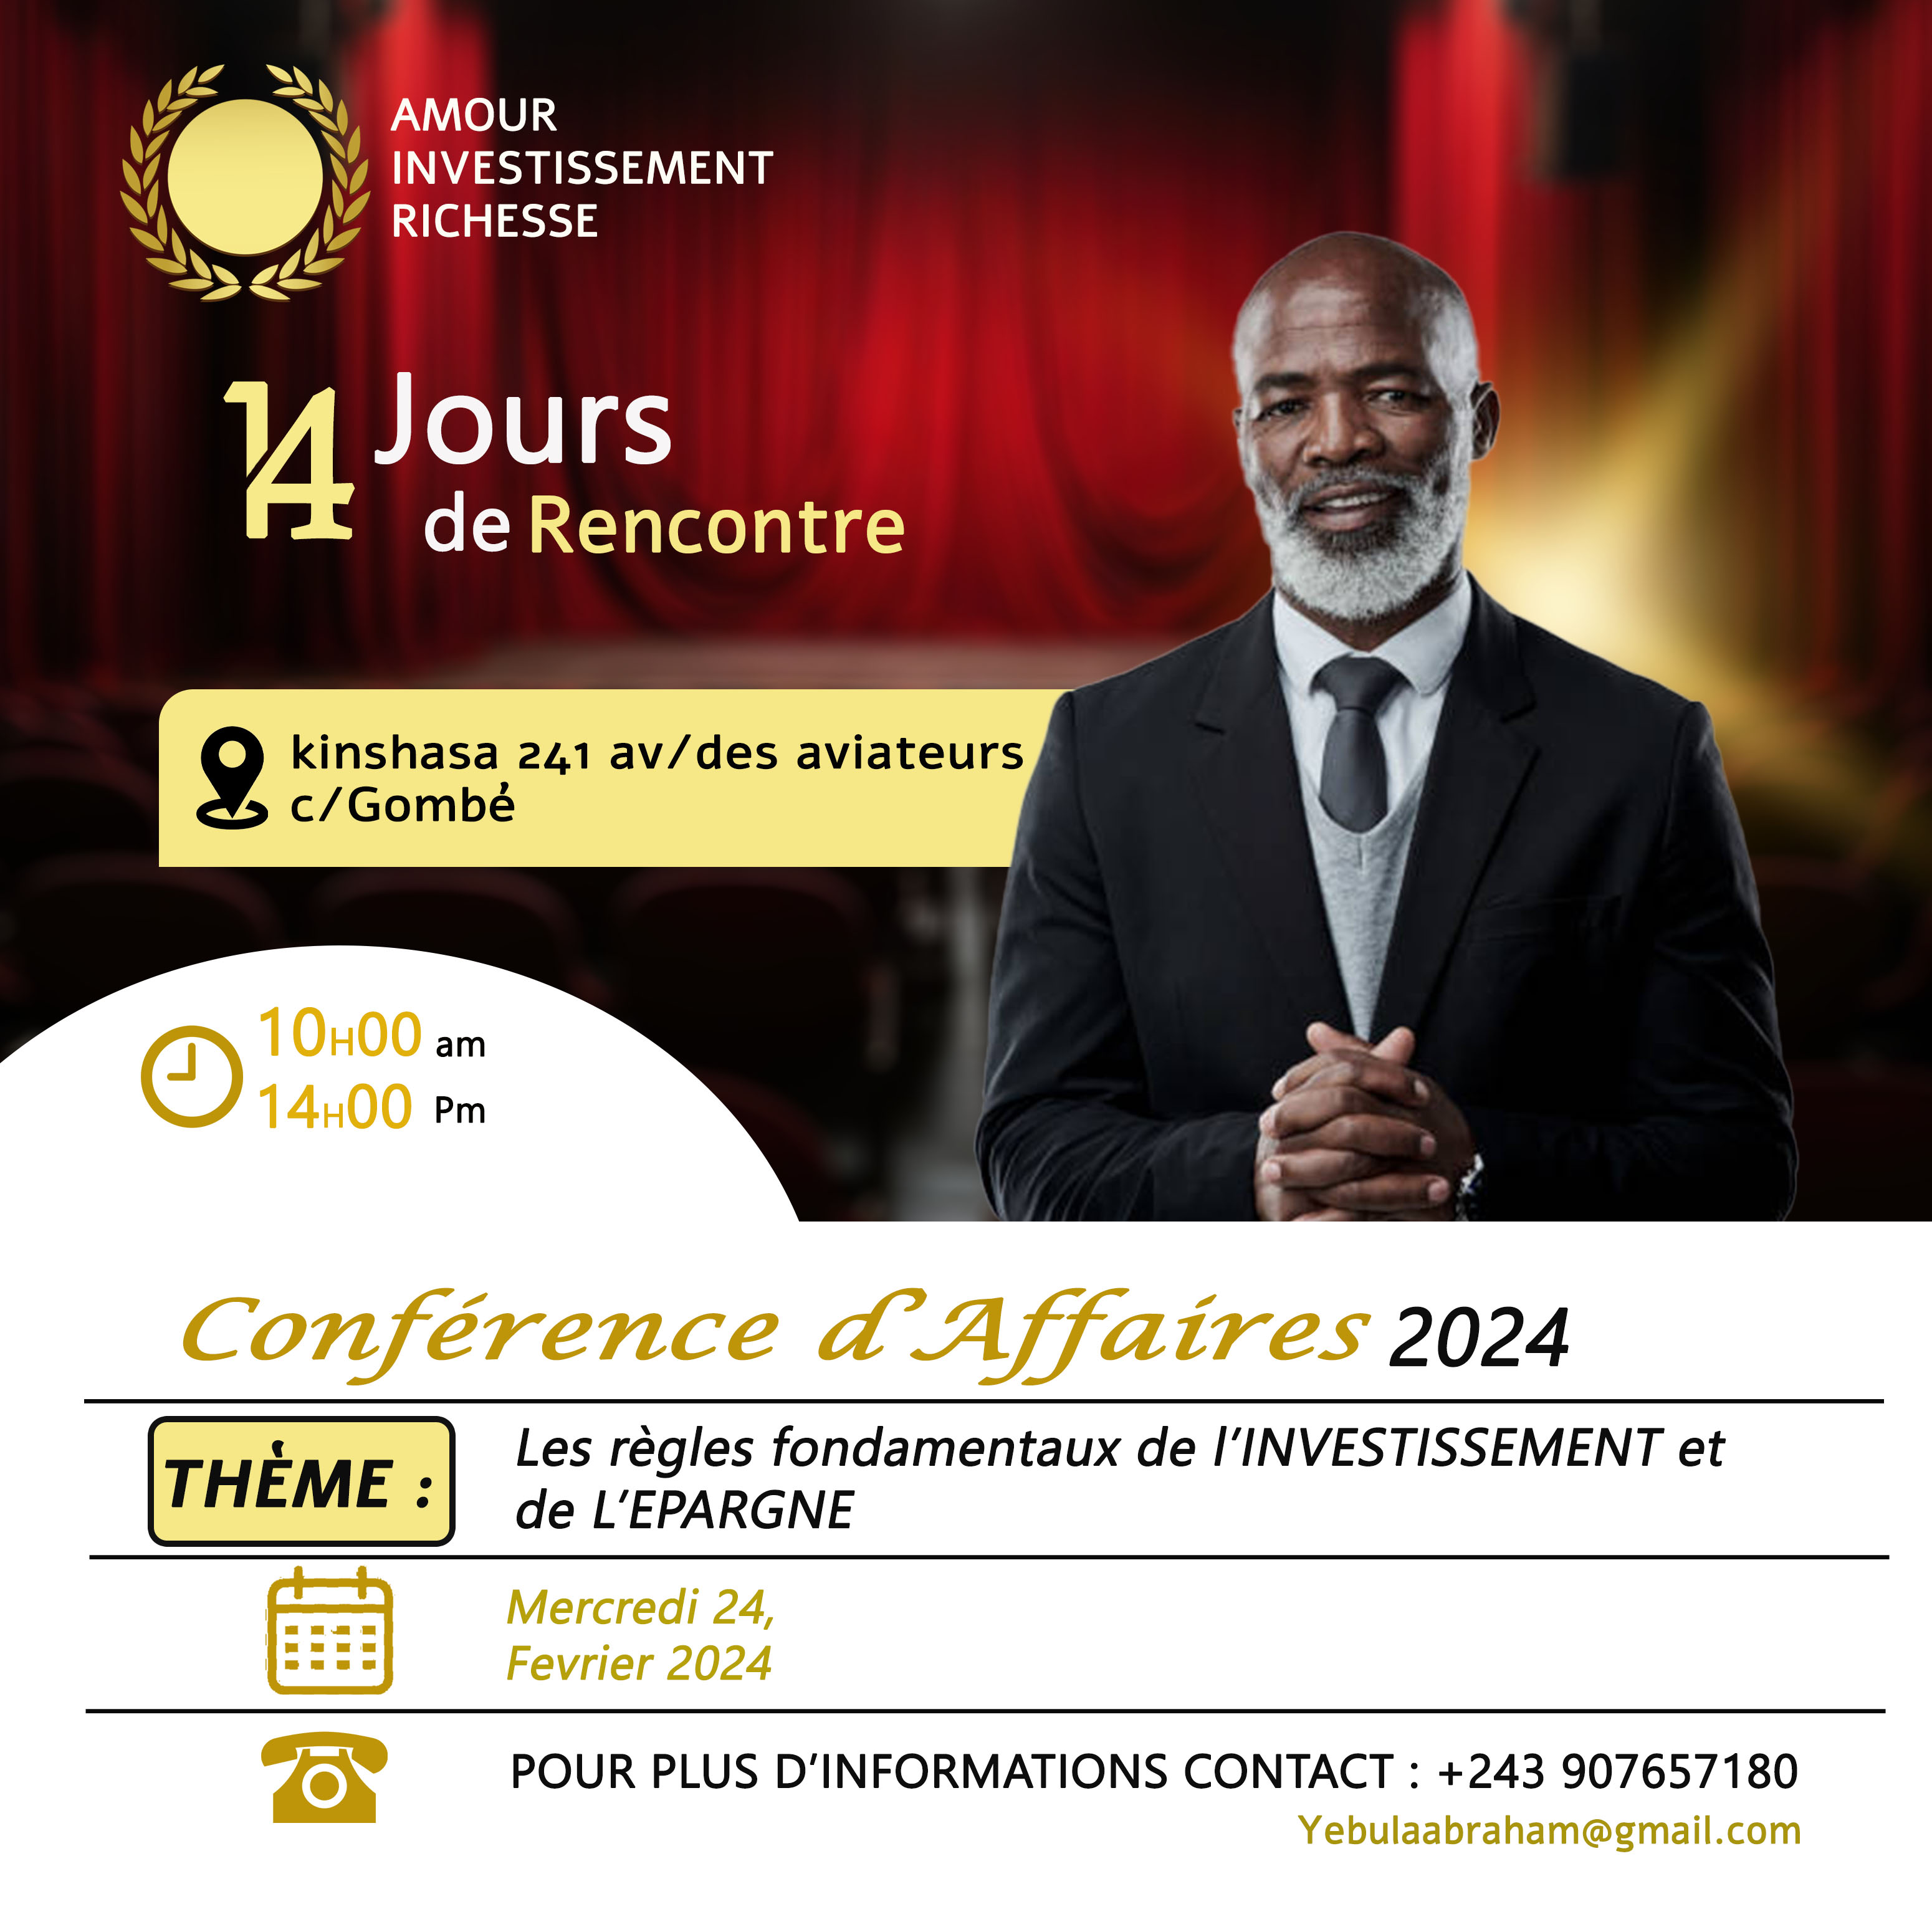 AMOUR
INVESTISSEMENT
RICHESSE
14 Jours
de Rencontre
kinshasa 241 av/des aviateurs
c/Gombé
10H00 am
14H00 Pm
Conférence d'Affaires 2024
THÈME :
Les règles fondamentaux de l'INVESTISSEMENT et
de L'EPARGNE
Mercredi 24,
Fevrier 2024
POUR PLUS D'INFORMATIONS CONTACT : +243 907657180
Yebulaabraham@gmail.com